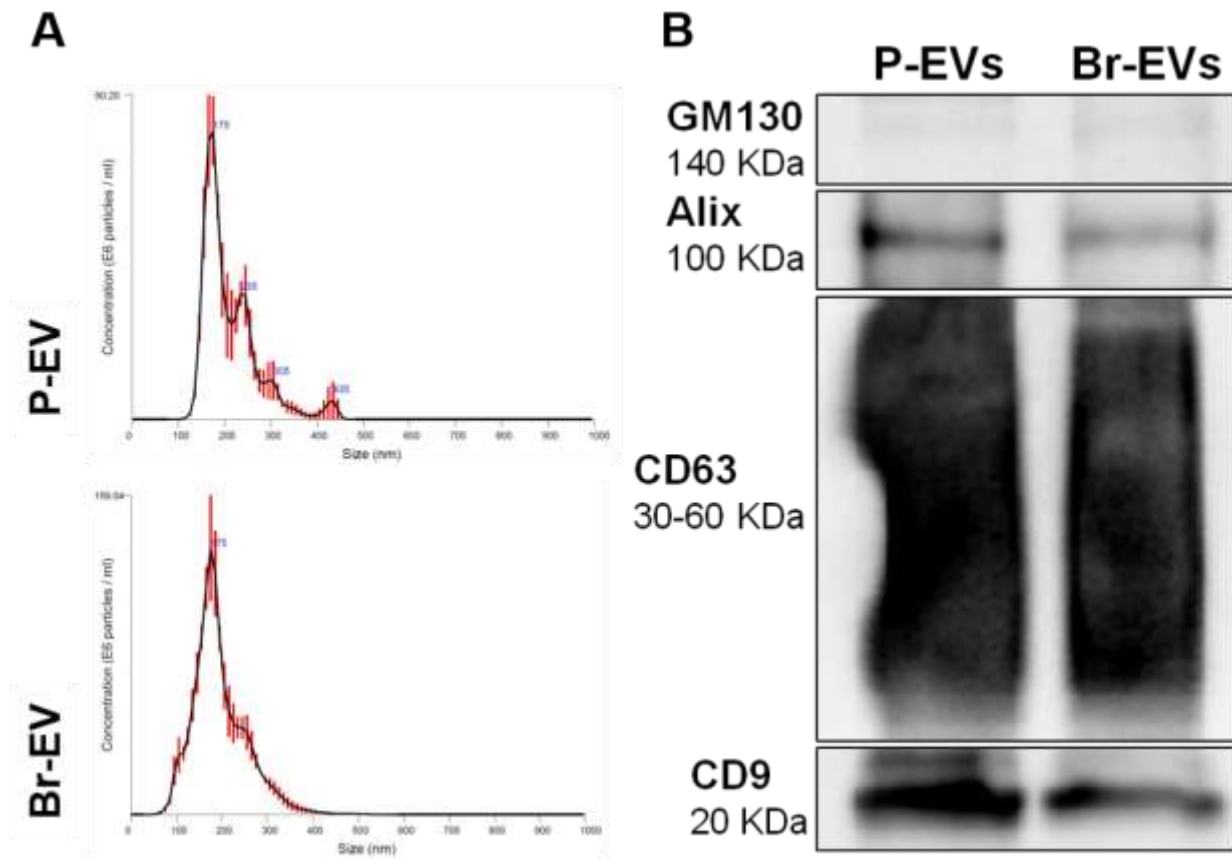 A
P-EV
Concentration (E6 particles / ml)
0 100 200 300 400 500 600 700 800 900 1000
Size (nm)
Br-EV
Concentration (E6 particles / ml)
0 100 200 300 400 500 600 700 800 900 1000
Size (nm)
B
P-EVs Br-EVs
GM130
140 KDa
Alix
100 KDa
CD63
30-60 KDa
CD9
20 KDa